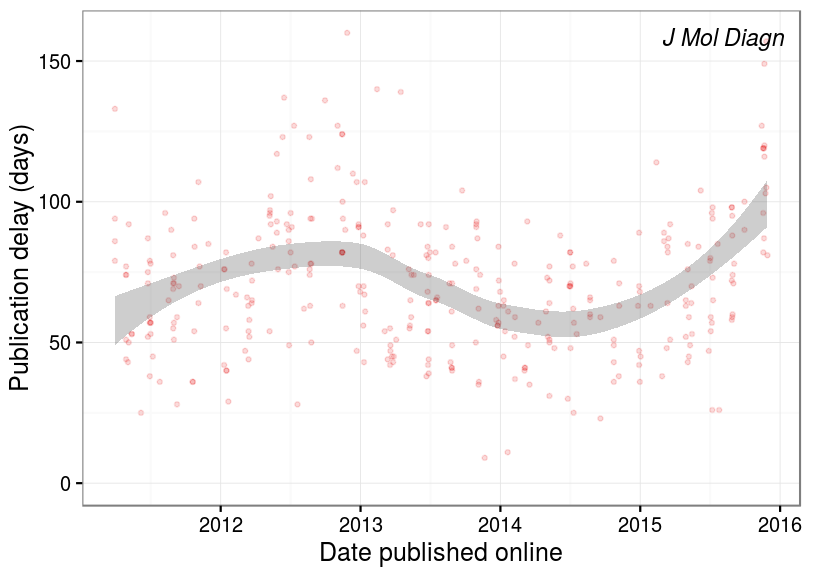 J Mol Diagn
Publication delay (days)
150
100
50
0
2012 2013 2014 2015 2016
Date published online